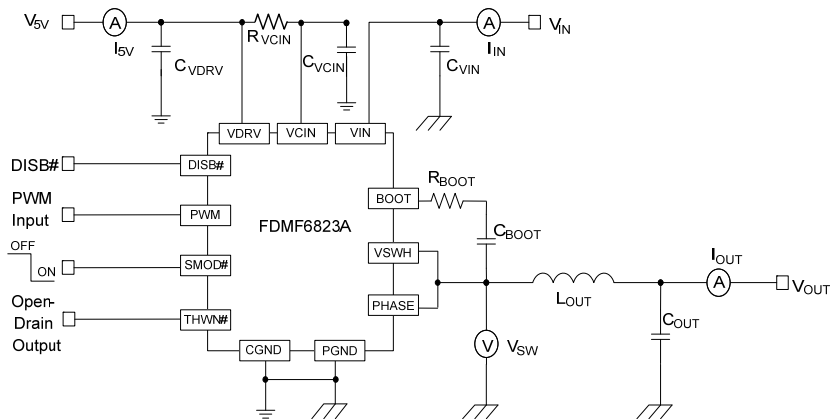 V5V
A
I5V
CVDRV
RVCIN
CVCIN
CVIN
A
IIN
VIN
VDRV
VCIN
VIN
DISB#
DISB#
PWM
Input
PWM
FDMF6823A
OFF
ON
SMOD#
Open-
Drain
Output
THWN#
BOOT
RBOOT
CBOOT
VSWH
PHASE
LOUT
IOUT
A
VOUT
COUT
V
VSW
CGND
PGND